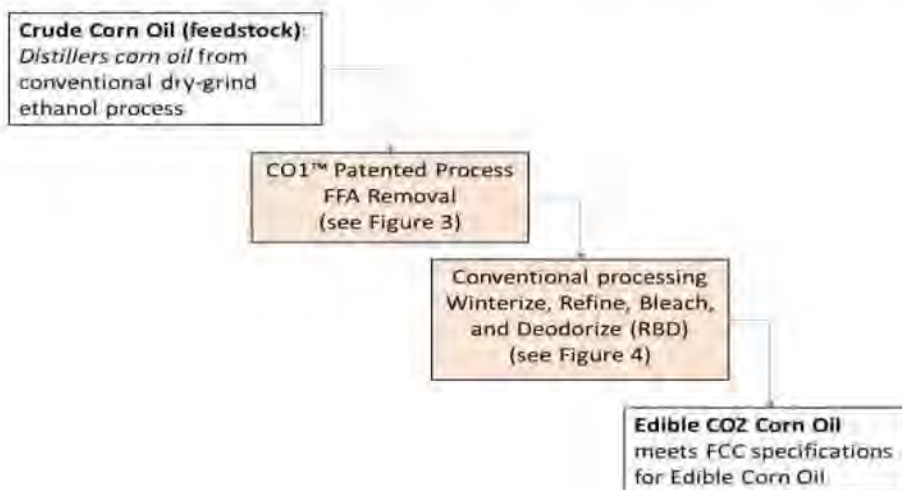 Crude Corn Oil (feedstock):
Distillers corn oil from
conventional dry-grind
ethanol process
CO1™ Patented Process
FFA Removal
(see Figure 3)
Conventional processing
Winterize, Refine, Bleach,
and Deodorize (RBD)
(see Figure 4)
Edible CO2 Corn Oil
meets FCC specifications
for Edible Corn Oil